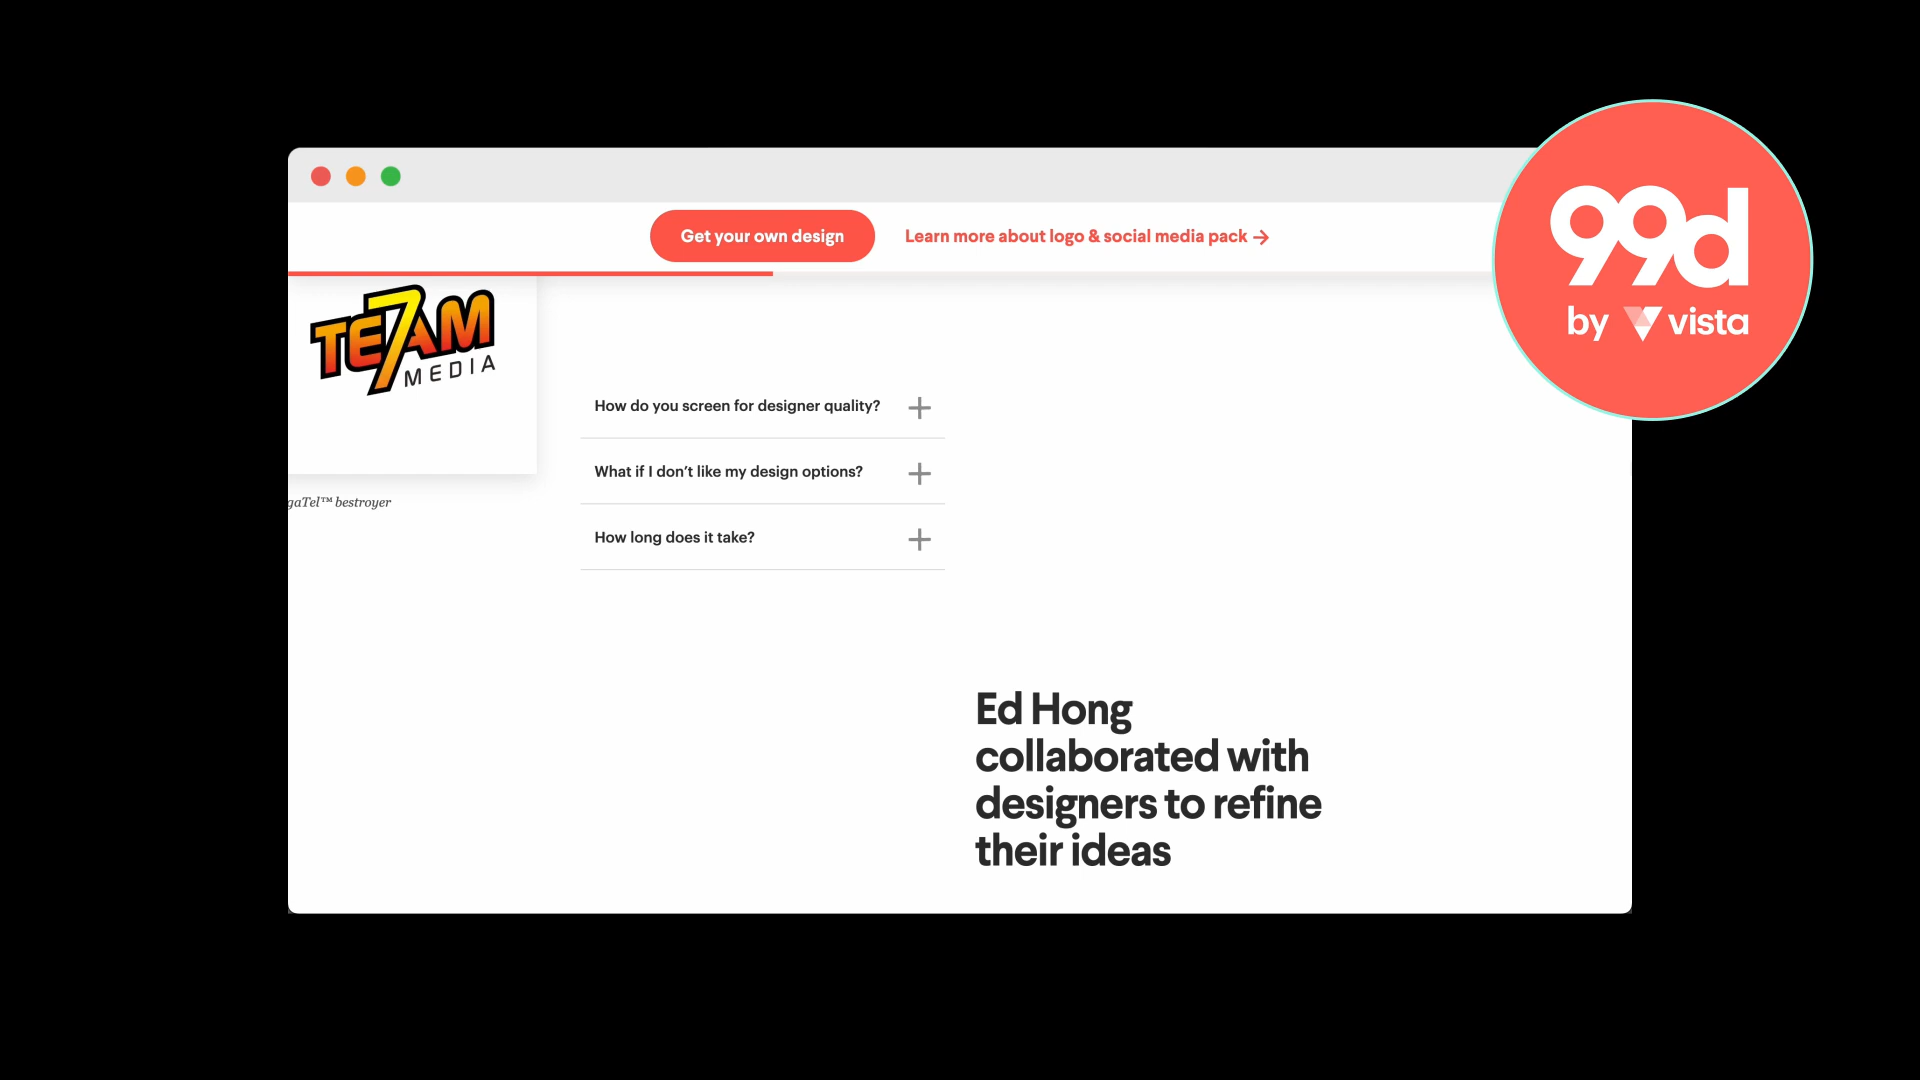 Get your own design
Learn more about logo & social media pack →
99d
by vista
TE7AM
MEDIA
gaTel™ bestroyer
How do you screen for designer quality?
What if I don’t like my design options?
How long does it take?
Ed Hong
collaborated with
designers to refine
their ideas